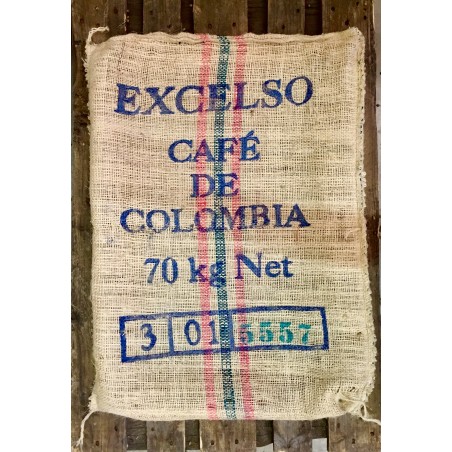 EXCELSO
CAFÉ
DE
COLOMBIA
70 kg Net
3 01 5557